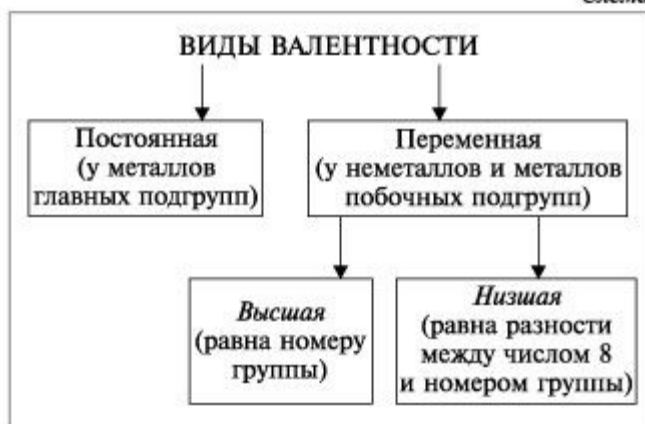 ВИДЫ ВАЛЕНТНОСТИ
Постоянная
(у металлов
главных подгрупп)
Переменная
(у неметаллов и металлов
побочных подгрупп)
Высшая
(равна номеру
группы)
Низшая
(равна разности
между числом 8
и номером группы)